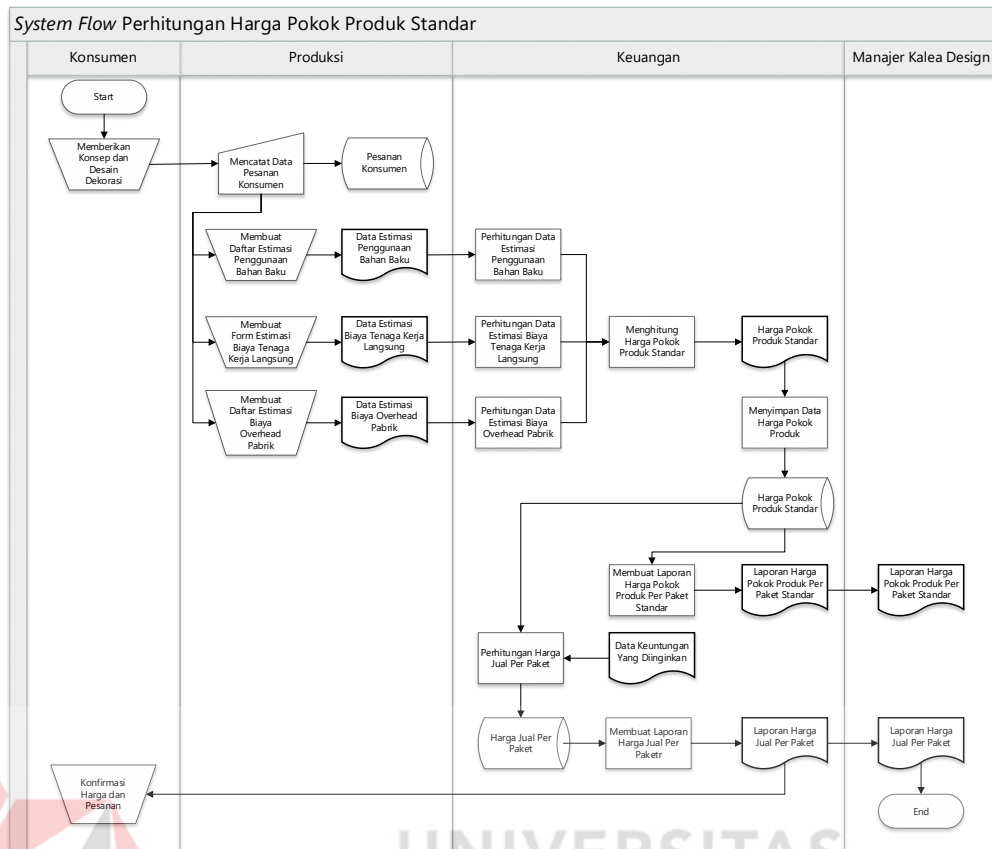 System Flow Perhitungan Harga Pokok Produk Standar
Konsumen
Produksi
Keuangan
Manajer Kalea Design
Start
Memberikan
Konsep dan
Desain
Dekorasi
Mencatat Data
Pesanan
Konsumen
Pesanan
Konsumen
Membuat
Daftar Estimasi
Penggunaan
Bahan Baku
Data Estimasi
Penggunaan
Bahan Baku
Perhitungan Data
Estimasi
Penggunaan
Bahan Baku
Membuat
Form Estimasi
Biaya Tenaga
Kerja Langsung
Data Estimasi
Biaya Tenaga Kerja
Langsung
Perhitungan Data
Estimasi Biaya
Tenaga Kerja
Langsung
Menghitung
Harga Pokok
Produk Standar
Harga Pokok
Produk Standar
Membuat
Daftar Estimasi
Biaya
Overhead
Pabrik
Data Estimasi
Biaya Overhead
Pabrik
Perhitungan Data
Estimasi Biaya
Overhead Pabrik
Menyimpan Data
Harga Pokok
Produk
Harga Pokok
Produk Standar
Membuat Laporan
Harga Pokok
Produk Per Paket
Standar
Laporan Harga
Pokok Produk Per
Paket Standar
Laporan Harga
Pokok Produk Per
Paket Standar
Perhitungan Harga
Jual Per Paket
Data Keuntungan
Yang Diinginkan
Harga Jual Per
Paket
Membuat Laporan
Harga Jual Per
Paketr
Laporan Harga
Jual Per Paket
Laporan Harga
Jual Per Paket
Konfirmasi
Harga dan
Pesanan
End
UNIVERSITAS